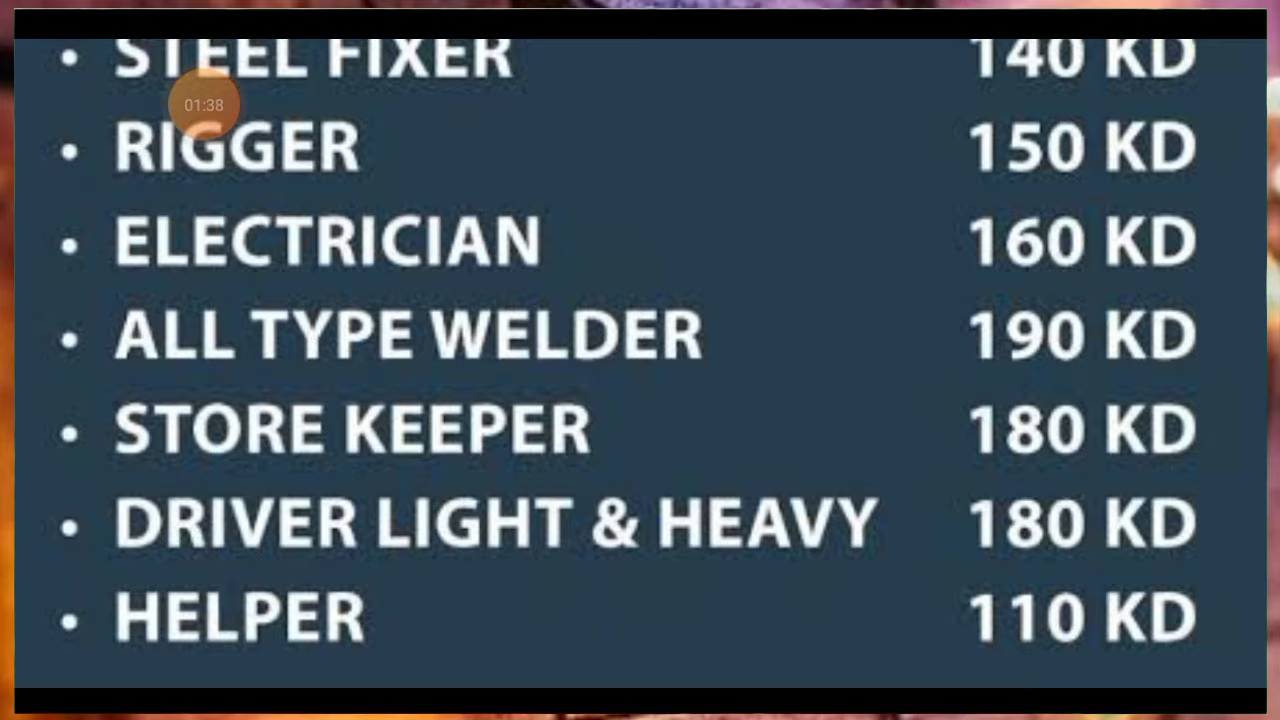 • STEEL FIXER 140 KD
01:38
• RIGGER 150 KD
• ELECTRICIAN 160 KD
• ALL TYPE WELDER 190 KD
• STORE KEEPER 180 KD
• DRIVER LIGHT & HEAVY 180 KD
• HELPER 110 KD